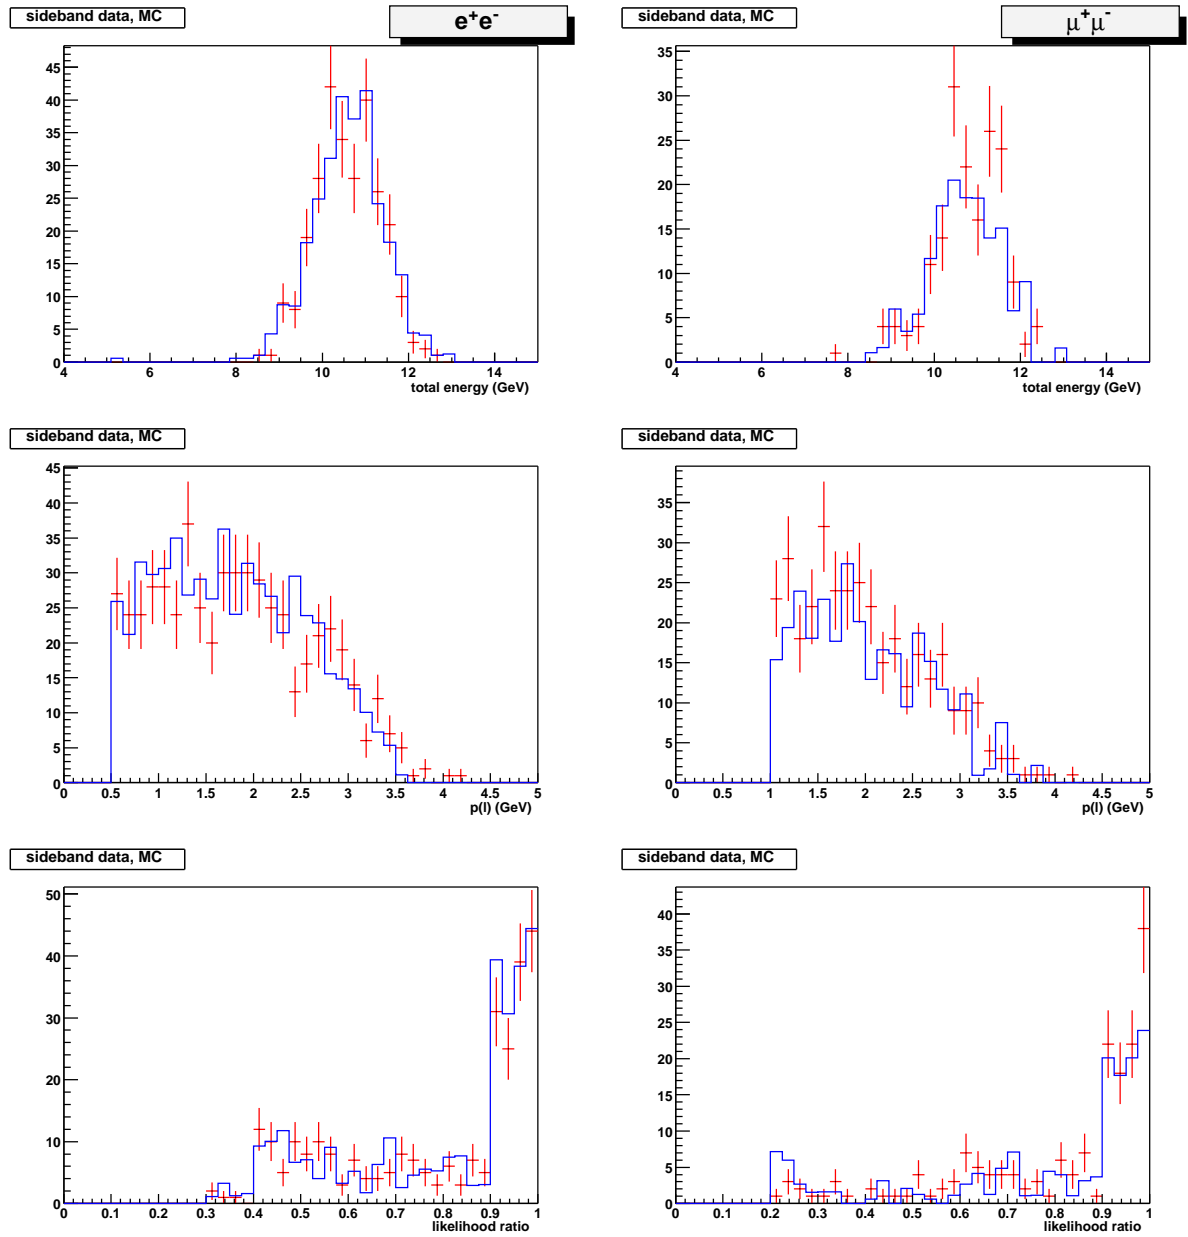 sideband data, MC
e+e-
45
40
35
30
25
20
15
10
5
0
4 6 8 10 12 14
total energy (GeV)
sideband data, MC
μ+μ-
35
30
25
20
15
10
5
0
4 6 8 10 12 14
total energy (GeV)
sideband data, MC
45
40
35
30
25
20
15
10
5
0
0 0.5 1 1.5 2 2.5 3 3.5 4 4.5 5
p(l) (GeV)
sideband data, MC
35
30
25
20
15
10
5
0
0 0.5 1 1.5 2 2.5 3 3.5 4 4.5 5
p(l) (GeV)
sideband data, MC
50
40
30
20
10
0
0 0.1 0.2 0.3 0.4 0.5 0.6 0.7 0.8 0.9 1
likelihood ratio
sideband data, MC
40
35
30
25
20
15
10
5
0
0 0.1 0.2 0.3 0.4 0.5 0.6 0.7 0.8 0.9 1
likelihood ratio